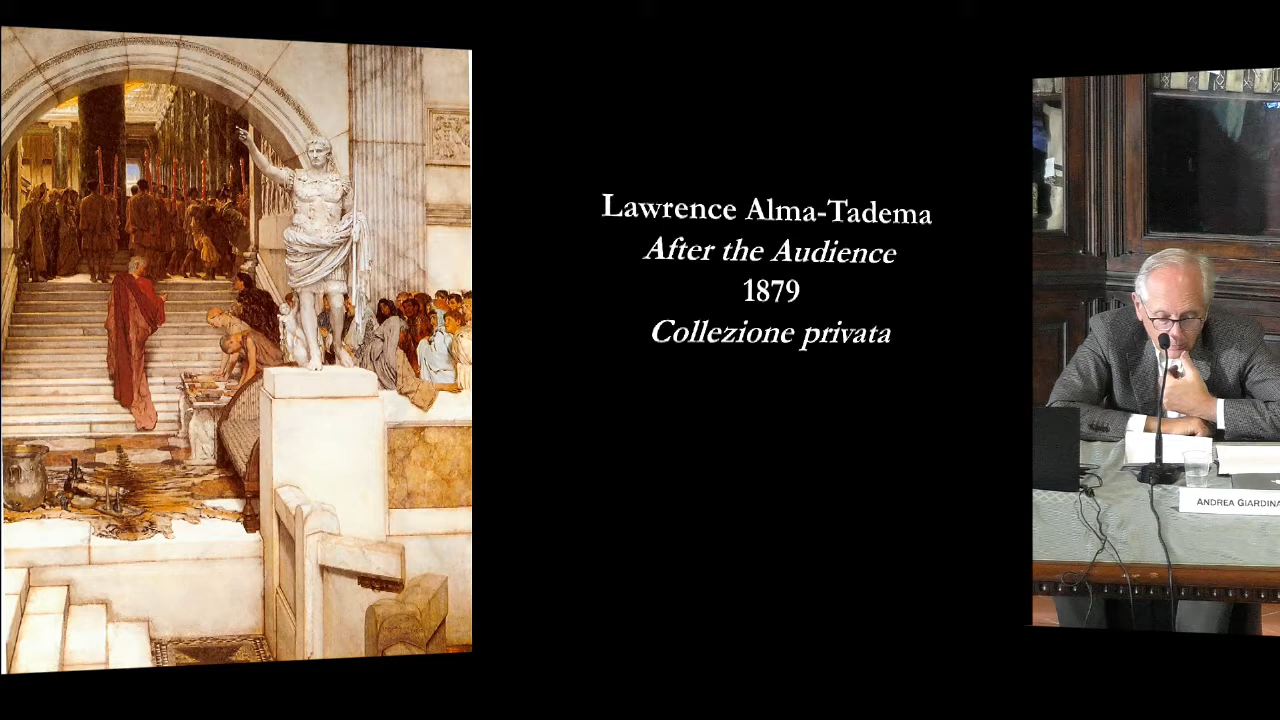 Lawrence Alma-Tadema
After the Audience
1879
Collezione privata
ANDREA GIARDINA